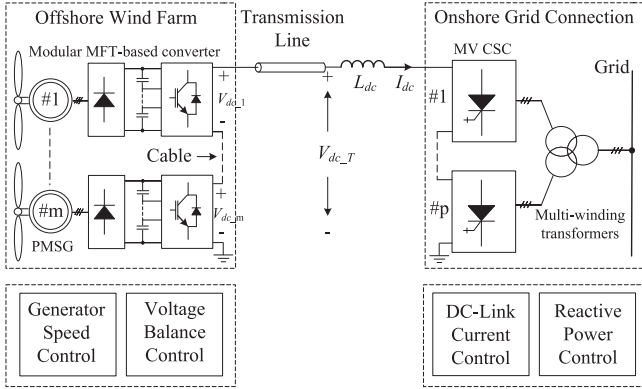 Offshore Wind Farm
Transmission
Line
Onshore Grid Connection
Modular MFT-based converter
MV CSC
Grid
#1
+
V_dc_1
-
+
L_dc
I_dc
#1
Cable
V_dc_T
#m
PMSG
+
V_dc_m
-
-
#p
Multi-winding
transformers
Generator
Speed
Control
Voltage
Balance
Control
DC-Link
Current
Control
Reactive
Power
Control